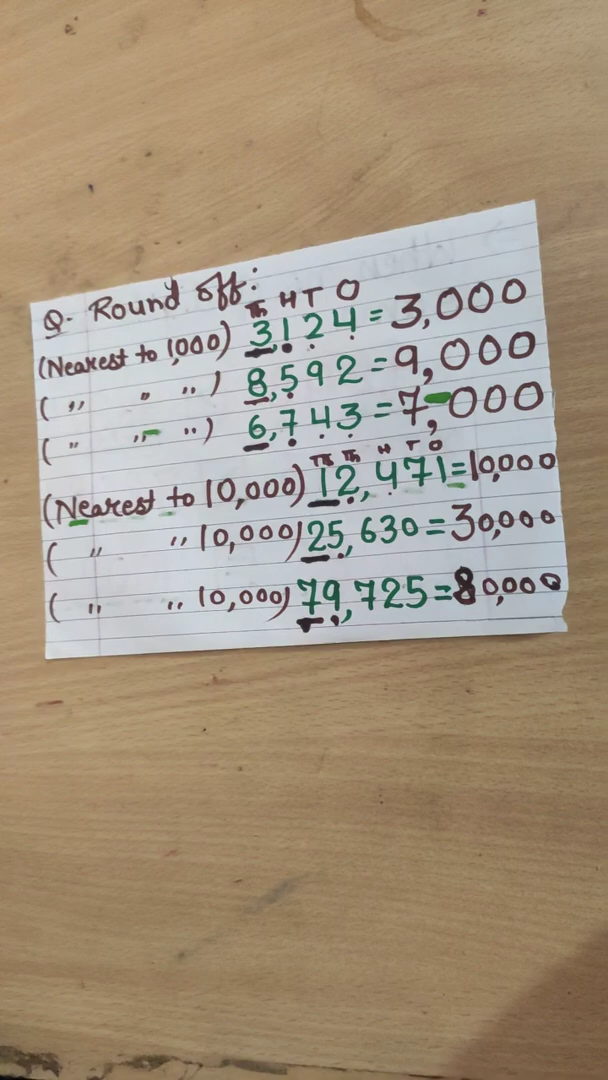 Q. Round off:
Th H T O
(Nearest to 1,000) 3,124 = 3,000
( " " " ) 8,592 = 9,000
( " " " ) 6,743 = 7,000
TTh Th H T O
(Nearest to 10,000) 12,471 = 10,000
( " " 10,000) 25,630 = 30,000
( " " 10,000) 79,725 = 80,000